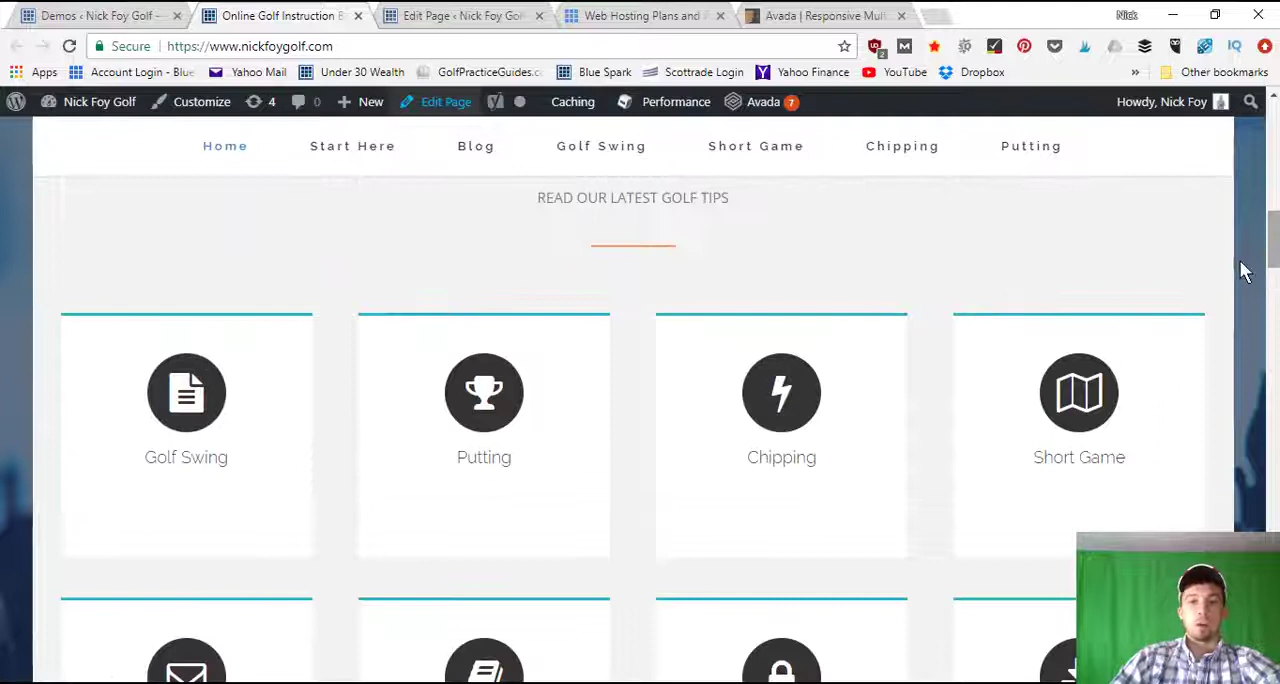 Demos ‹ Nick Foy Golf –
Online Golf Instruction B
Edit Page ‹ Nick Foy Gol
Web Hosting Plans and
Avada | Responsive Mul
Nick
Secure
https://www.nickfoygolf.com
2
IQ
Apps
Account Login - Blue
Yahoo Mail
Under 30 Wealth
GolfPracticeGuides.c
Blue Spark
Scottrade Login
Yahoo Finance
YouTube
Dropbox
»
Other bookmarks
Nick Foy Golf
Customize
4
0
New
Edit Page
Caching
Performance
Avada 7
Howdy, Nick Foy
Home
Start Here
Blog
Golf Swing
Short Game
Chipping
Putting
READ OUR LATEST GOLF TIPS
Golf Swing
Putting
Chipping
Short Game